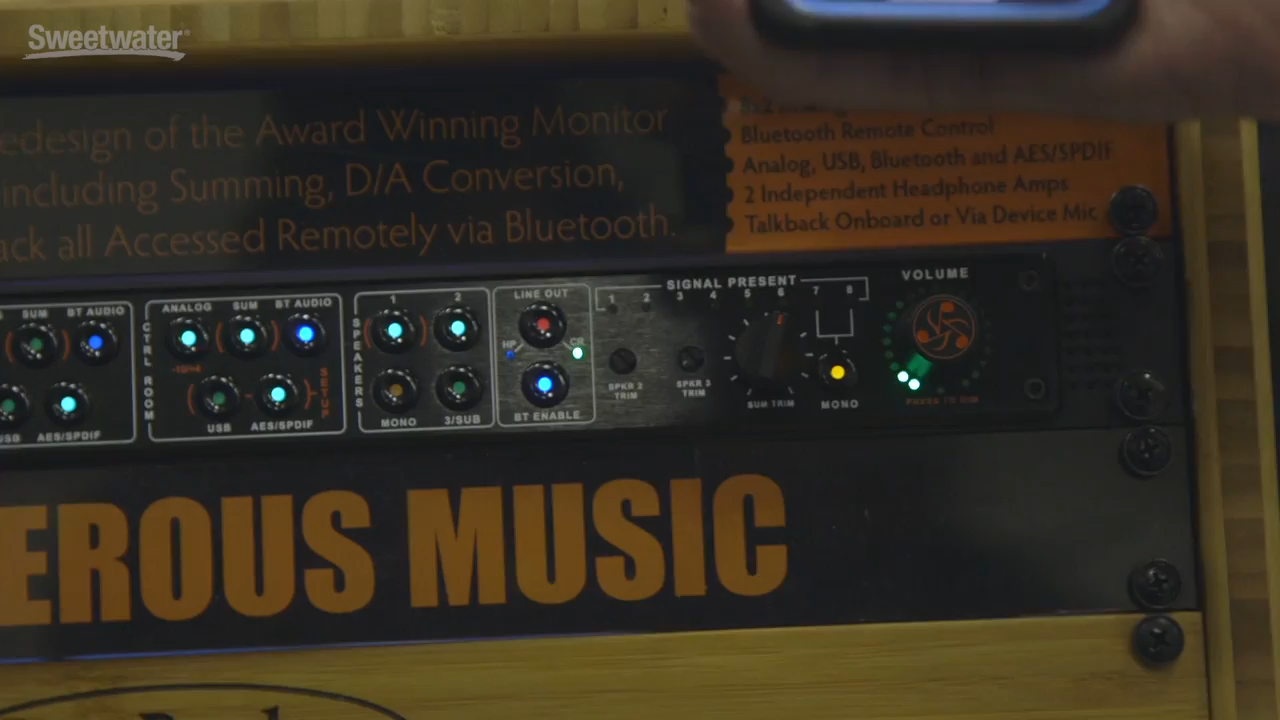 Sweetwater
edesign of the Award Winning Monitor
including Summing, D/A Conversion,
ack all Accessed Remotely via Bluetooth.
Bluetooth Remote Control
Analog, USB, Bluetooth and AES/SPDIF
2 Independent Headphone Amps
Talkback Onboard or Via Device Mic
SUM BT AUDIO
USB AES/SPDIF
CTRL ROOM
ANALOG SUM BT AUDIO
USB AES/SPDIF
SETUP
SPEAKERS
1 2
MONO 3/SUB
LINE OUT
HP CR
BT ENABLE
SIGNAL PRESENT
1 2 3 4 5 6 7 8
SPKR 2 TRIM
SPKR 3 TRIM
SUM TRIM
MONO
VOLUME
PRESS TO DIM
EROUS MUSIC